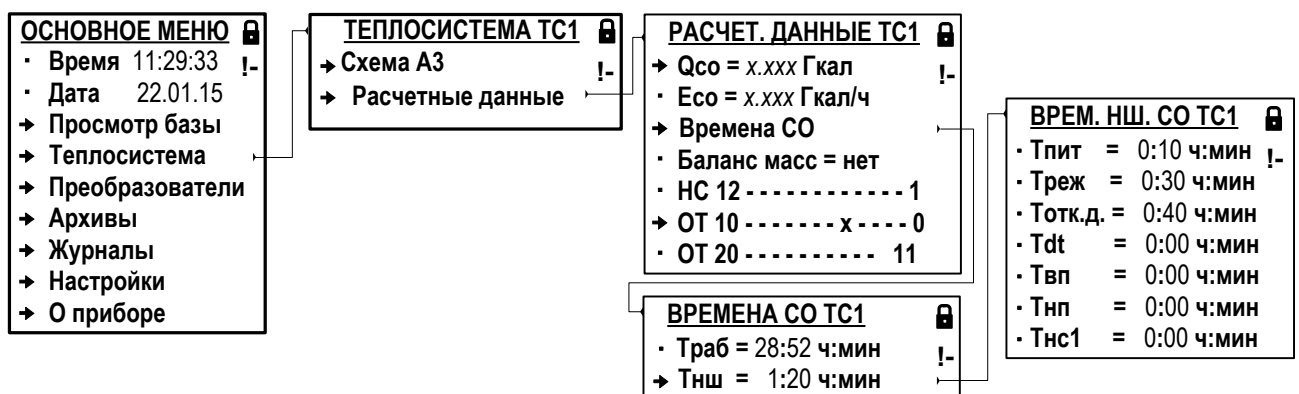 ОСНОВНОЕ МЕНЮ
· Время 11:29:33 !-
· Дата 22.01.15
→ Просмотр базы
→ Теплосистема
→ Преобразователи
→ Архивы
→ Журналы
→ Настройки
→ О приборе
ТЕПЛОСИСТЕМА ТС1
→ Схема А3 !-
→ Расчетные данные
РАСЧЕТ. ДАННЫЕ ТС1
→ Qco = x.xxx Гкал !-
· Eco = x.xxx Гкал/ч
→ Времена СО
· Баланс масс = нет
· НС 12 - - - - - - - - - - - - 1
→ ОТ 10 - - - - - - - x - - - - 0
· ОТ 20 - - - - - - - - - - 11
ВРЕМЕНА СО ТС1
· Траб = 28:52 ч:мин !-
→ Тнш = 1:20 ч:мин
ВРЕМ. НШ. СО ТС1
· Тпит = 0:10 ч:мин !-
· Треж = 0:30 ч:мин
· Тотк.д. = 0:40 ч:мин
· Tdt = 0:00 ч:мин
· Твп = 0:00 ч:мин
· Тнп = 0:00 ч:мин
· Тнс1 = 0:00 ч:мин